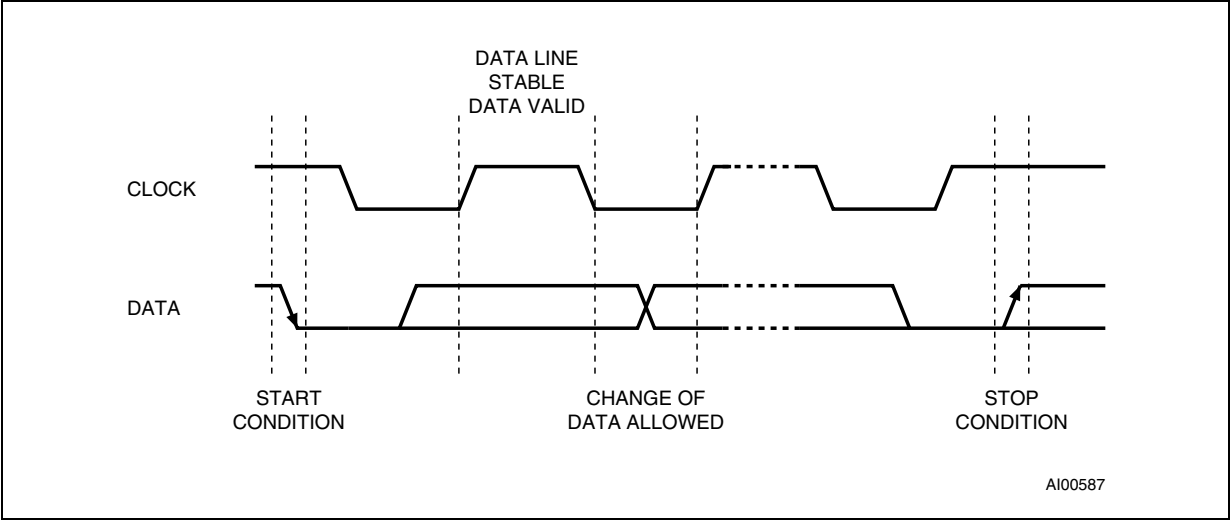 DATA LINE
STABLE
DATA VALID
CLOCK
DATA
START
CONDITION
CHANGE OF
DATA ALLOWED
STOP
CONDITION
AI00587